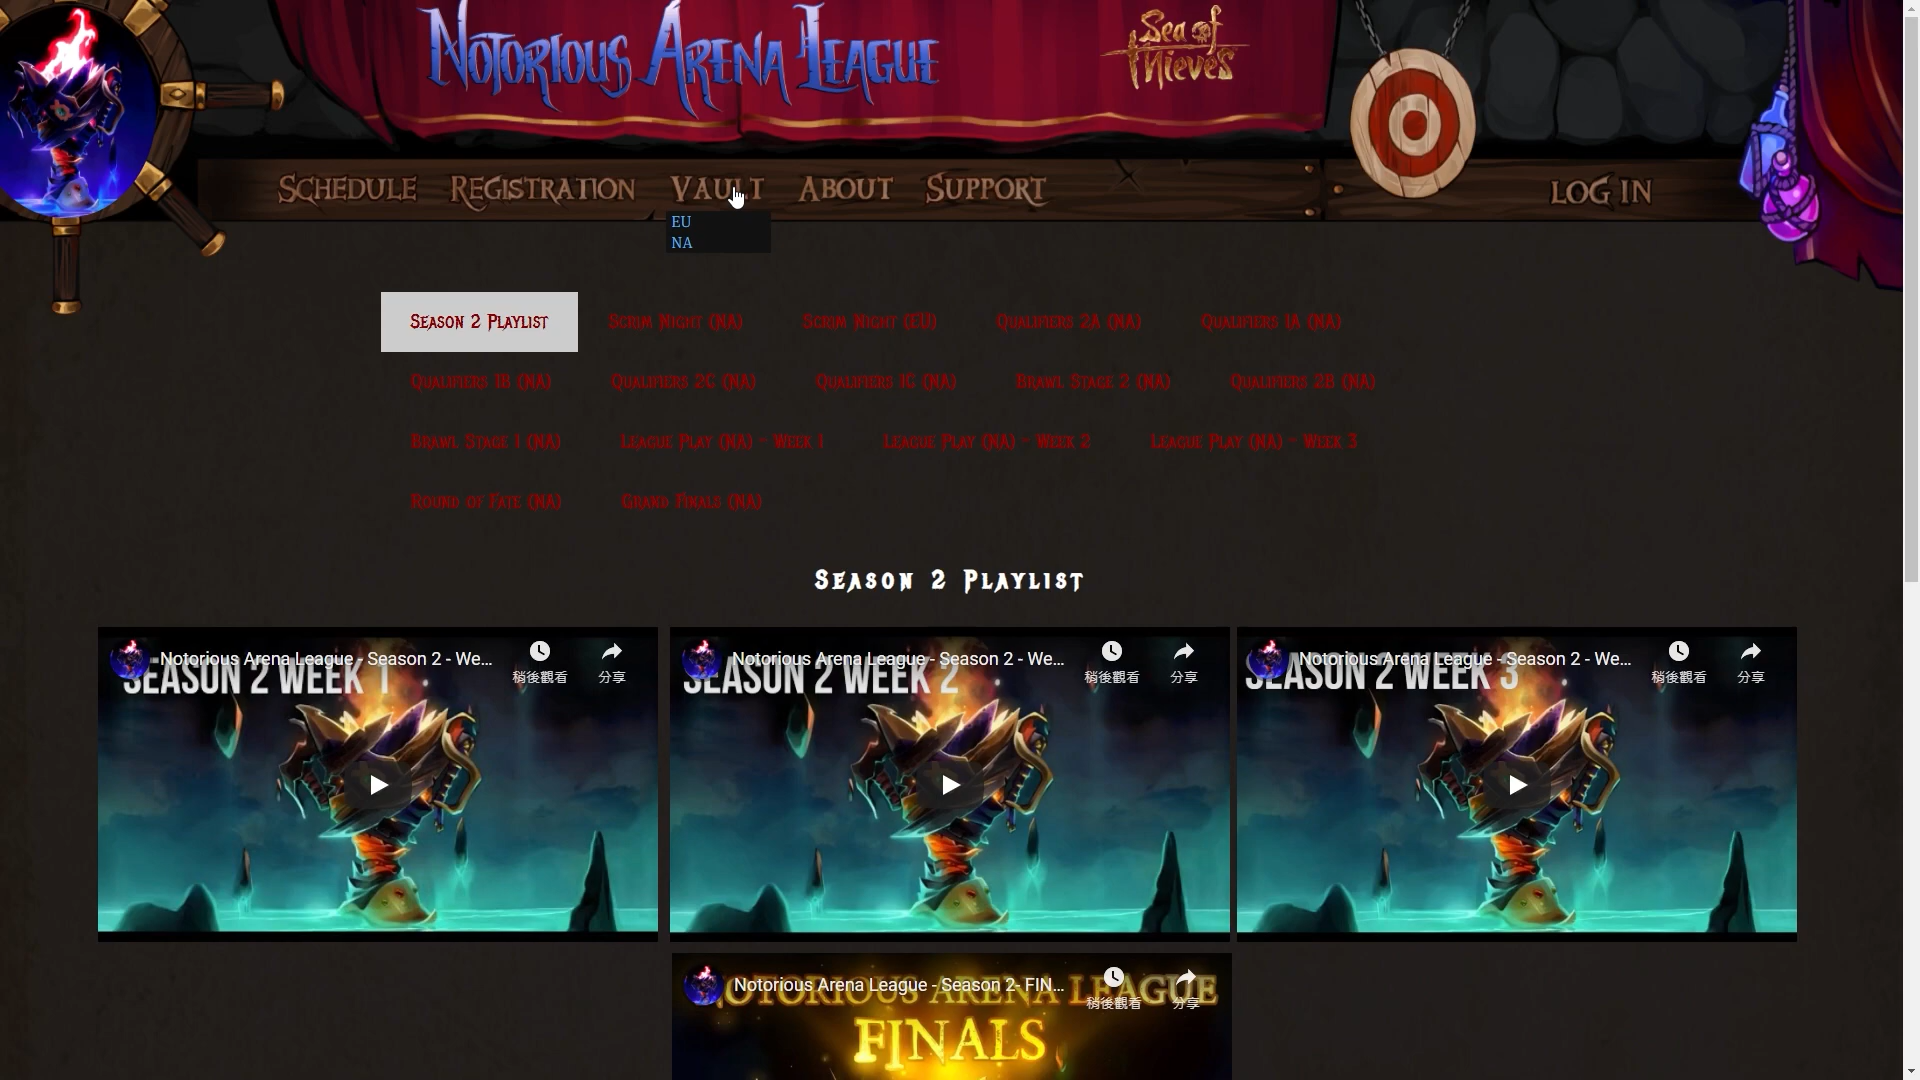 Notorious Arena League
Sea of Thieves
Schedule Registration Vault About Support LOG IN
EU
NA
Season 2 Playlist Scrim Night (NA) Scrim Night (EU) Qualifiers 2A (NA) Qualifiers 1A (NA)
Qualifiers 1B (NA) Qualifiers 2C (NA) Qualifiers 1C (NA) Brawl Stage 2 (NA) Qualifiers 2B (NA)
Brawl Stage 1 (NA) League Play (NA) - Week 1 League Play (NA) - Week 2 League Play (NA) - Week 3
Round of Fate (NA) Grand Finals (NA)
Season 2 Playlist
Notorious Arena League - Season 2 - We...
稍後觀看 分享
SEASON 2 WEEK 1
Notorious Arena League - Season 2 - We...
稍後觀看 分享
SEASON 2 WEEK 2
Notorious Arena League - Season 2 - We...
稍後觀看 分享
SEASON 2 WEEK 3
Notorious Arena League - Season 2- FIN...
稍後觀看 分享
NOTORIOUS ARENA LEAGUE
FINALS